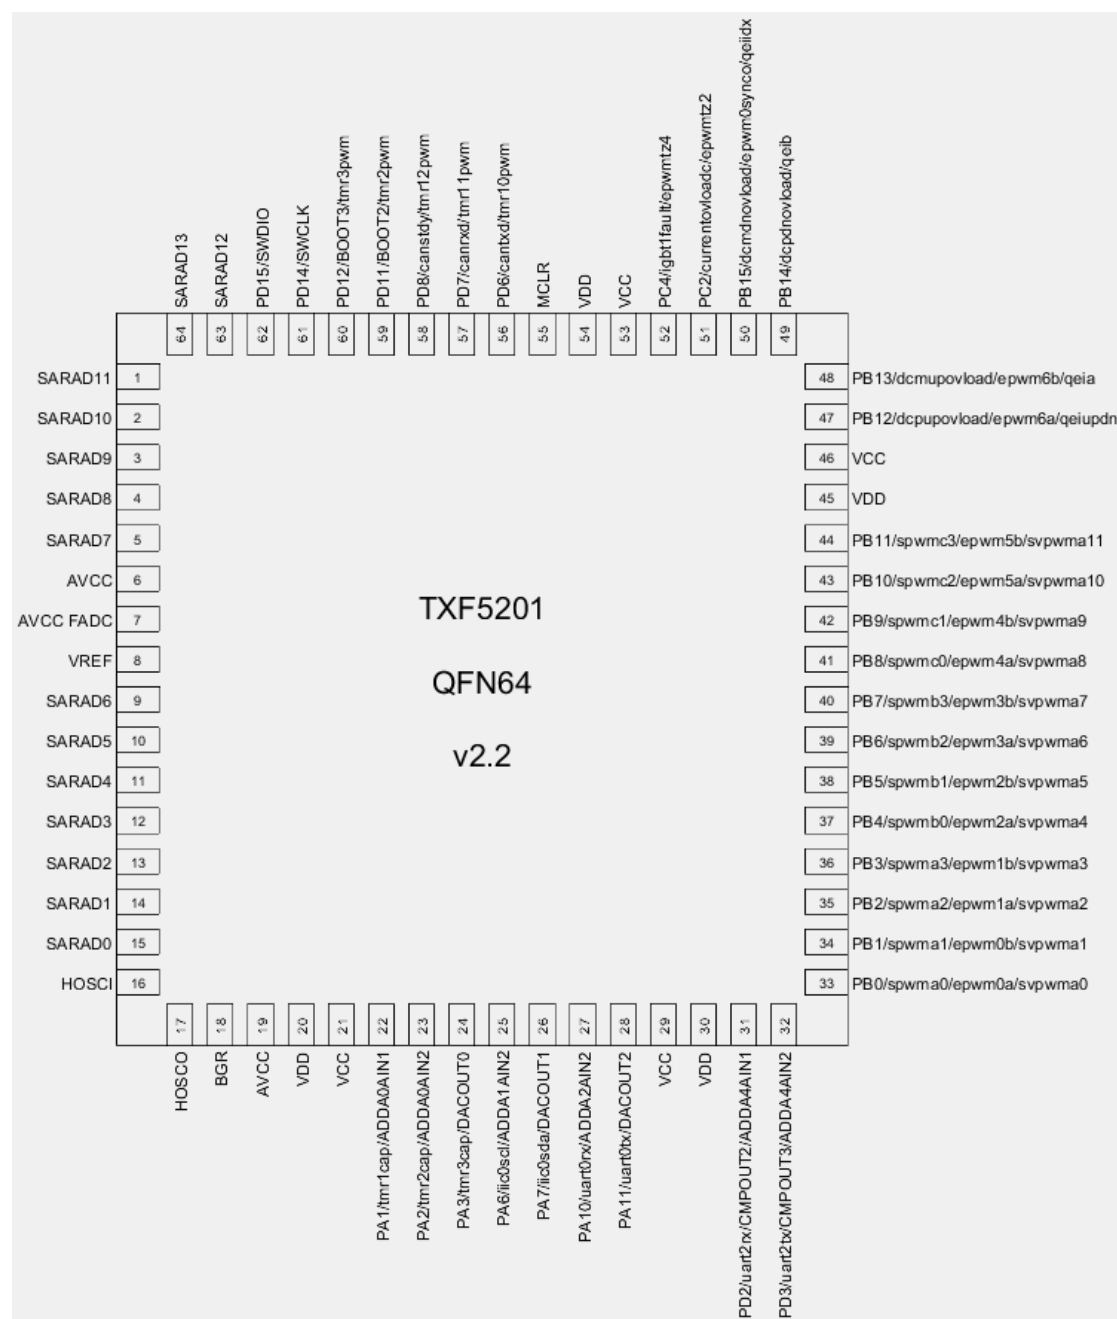 SARAD13
SARAD12
PD15/SWDIO
PD14/SWCLK
PD12/BOOT3/tmr3pwm
PD11/BOOT2/tmr2pwm
PD8/canstdy/tmr12pwm
PD7/canrxd/tmr11pwm
PD6/cantxd/tmr10pwm
MCLR
VDD
VCC
PC4/igbt1fault/epwmtz4
PC2/currentovloadc/epwmtz2
PB15/dcmdnovload/epwm0synco/qeiidx
PB14/dcpdnovload/qeib
64 63 62 61 60 59 58 57 56 55 54 53 52 51 50 49
SARAD11 1
SARAD10 2
SARAD9 3
SARAD8 4
SARAD7 5
AVCC 6
AVCC FADC 7
VREF 8
SARAD6 9
SARAD5 10
SARAD4 11
SARAD3 12
SARAD2 13
SARAD1 14
SARAD0 15
HOSCI 16
TXF5201
QFN64
v2.2
48 PB13/dcmupovload/epwm6b/qeia
47 PB12/dcpupovload/epwm6a/qeiupdn
46 VCC
45 VDD
44 PB11/spwmc3/epwm5b/svpwma11
43 PB10/spwmc2/epwm5a/svpwma10
42 PB9/spwmc1/epwm4b/svpwma9
41 PB8/spwmc0/epwm4a/svpwma8
40 PB7/spwmb3/epwm3b/svpwma7
39 PB6/spwmb2/epwm3a/svpwma6
38 PB5/spwmb1/epwm2b/svpwma5
37 PB4/spwmb0/epwm2a/svpwma4
36 PB3/spwma3/epwm1b/svpwma3
35 PB2/spwma2/epwm1a/svpwma2
34 PB1/spwma1/epwm0b/svpwma1
33 PB0/spwma0/epwm0a/svpwma0
17 18 19 20 21 22 23 24 25 26 27 28 29 30 31 32
HOSCO
BGR
AVCC
VDD
VCC
PA1/tmr1cap/ADDA0AIN1
PA2/tmr2cap/ADDA0AIN2
PA3/tmr3cap/DACOUT0
PA6/iic0scl/ADDA1AIN2
PA7/iic0sda/DACOUT1
PA10/uart0rx/ADDA2AIN2
PA11/uart0tx/DACOUT2
VCC
VDD
PD2/uart2rx/CMPOUT2/ADDA4AIN1
PD3/uart2tx/CMPOUT3/ADDA4AIN2